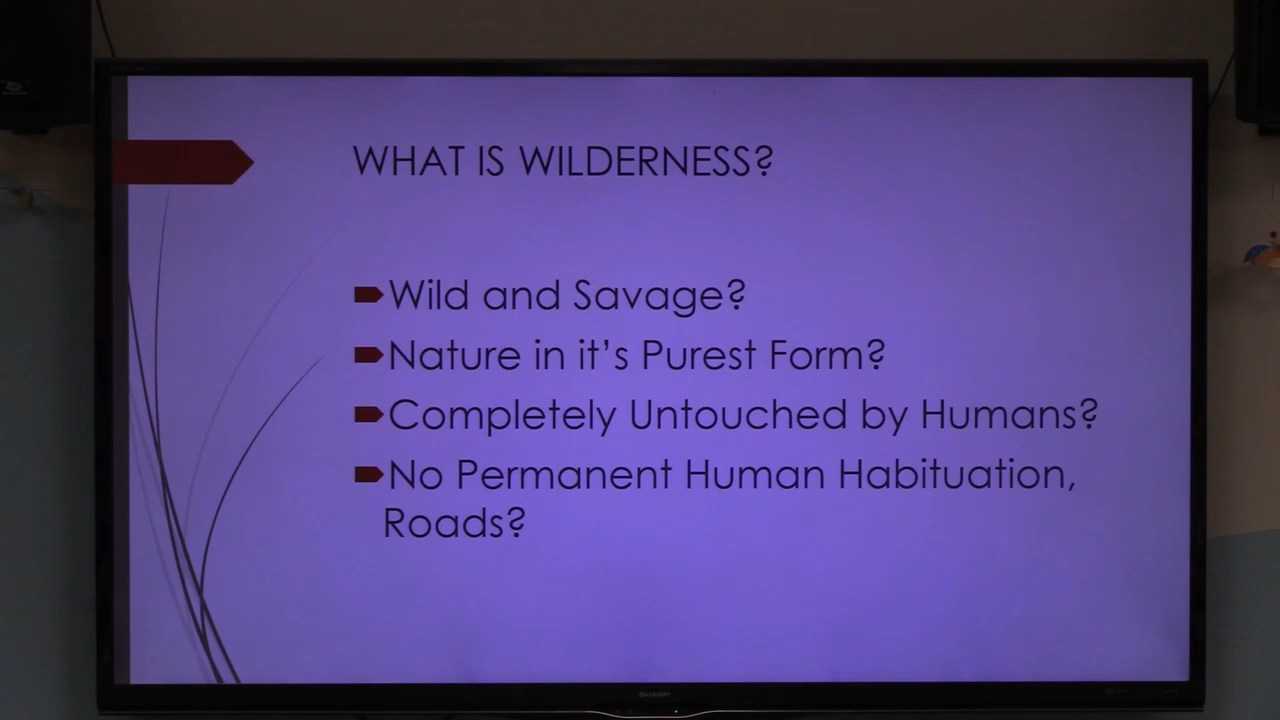 WHAT IS WILDERNESS?
Wild and Savage?
Nature in it's Purest Form?
Completely Untouched by Humans?
No Permanent Human Habituation,
Roads?
SHARP